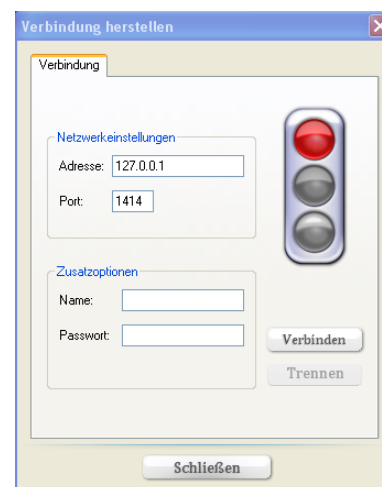 Verbindung herstellen
Verbindung
Netzwerkeinstellungen
Adresse: 127.0.0.1
Port: 1414
Zusatzoptionen
Name:
Passwort:
Verbinden
Trennen
Schließen